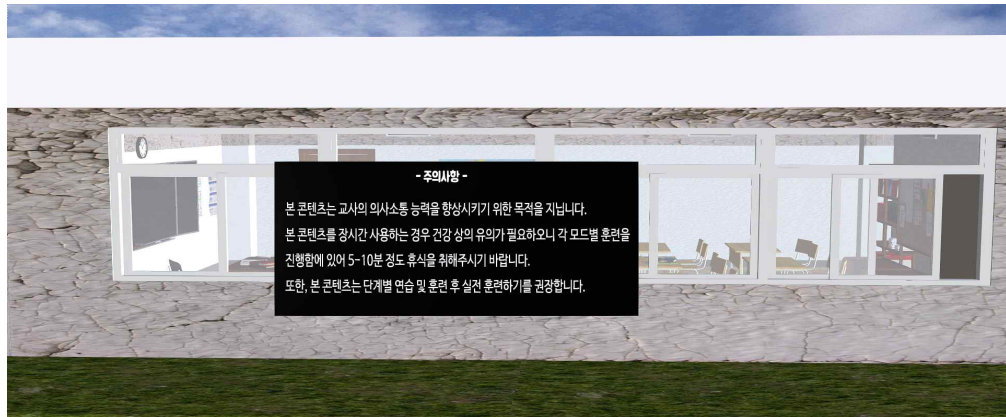 - 주의사항 -
본 콘텐츠는 교사의 의사소통 능력을 향상시키기 위한 목적을 지닙니다.
본 콘텐츠를 장시간 사용하는 경우 건강 상의 유의가 필요하오니 각 모드별 훈련을
진행함에 있어 5-10분 정도 휴식을 취해주시기 바랍니다.
또한, 본 콘텐츠는 단계별 연습 및 훈련 후 실전 훈련하기를 권장합니다.